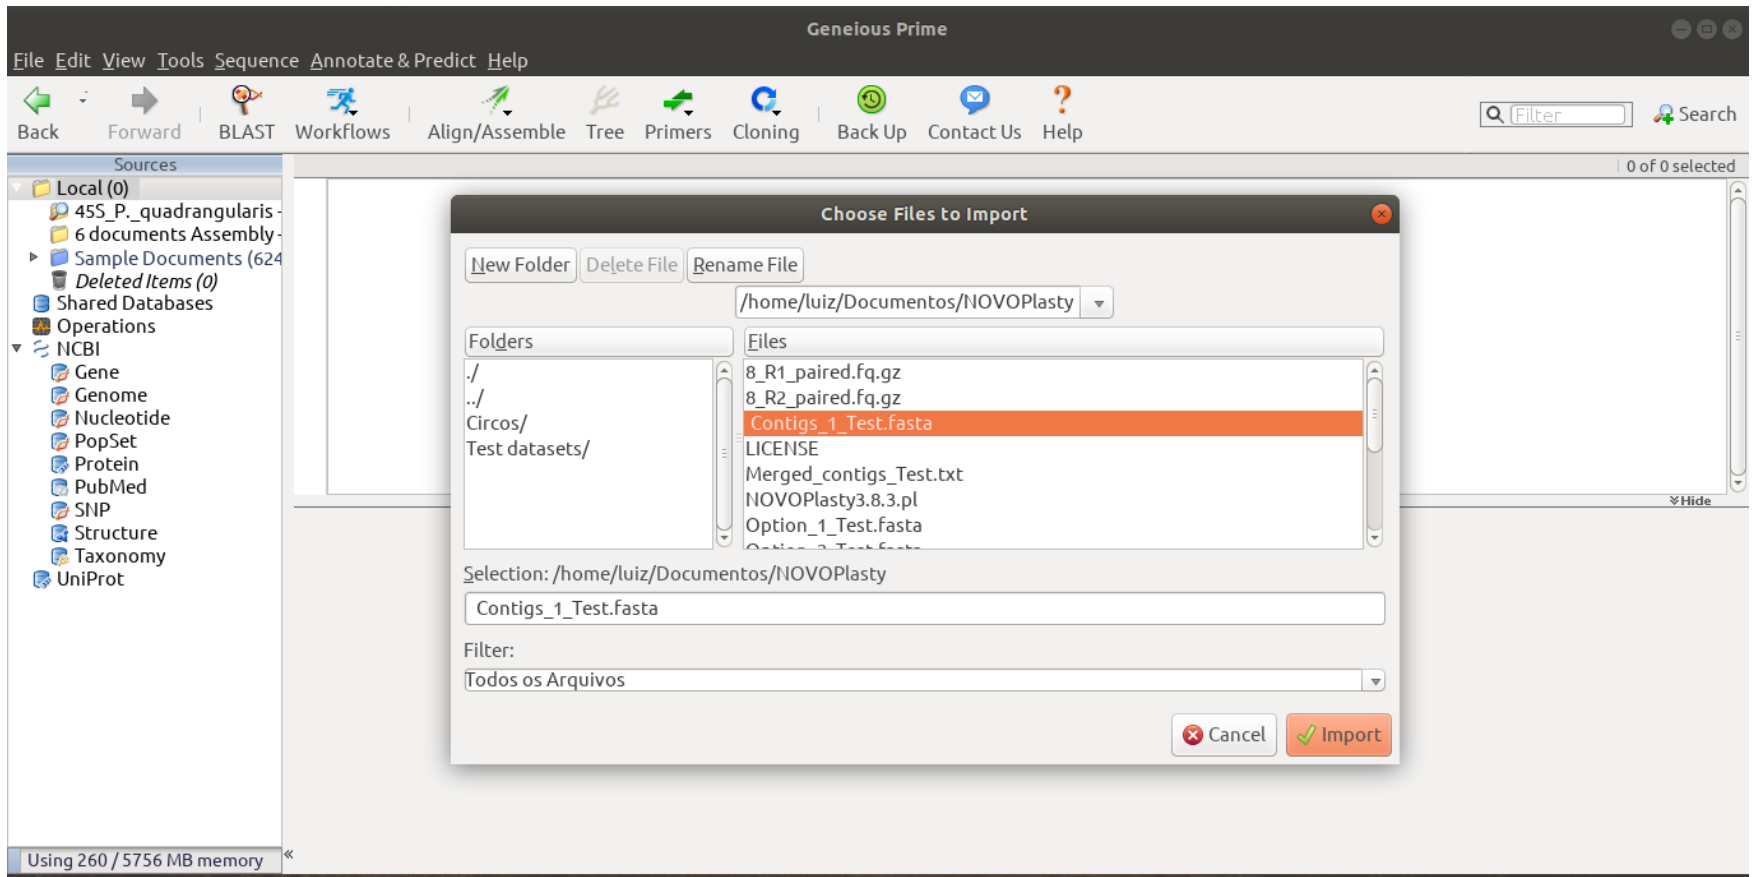 Geneious Prime
File Edit View Tools Sequence Annotate & Predict Help
Back Forward BLAST Workflows Align/Assemble Tree Primers Cloning Back Up Contact Us Help Filter Search
Sources
0 of 0 selected
Local (0)
45S_P._quadrangularis -
6 documents Assembly -
Sample Documents (624
Deleted Items (0)
Shared Databases
Operations
NCBI
Gene
Genome
Nucleotide
PopSet
Protein
PubMed
SNP
Structure
Taxonomy
UniProt
Using 260 / 5756 MB memory
Choose Files to Import
New Folder Delete File Rename File
/home/luiz/Documentos/NOVOPlasty
Folders
./
../
Circos/
Test datasets/
Files
8_R1_paired.fq.gz
8_R2_paired.fq.gz
Contigs_1_Test.fasta
LICENSE
Merged_contigs_Test.txt
NOVOPlasty3.8.3.pl
Option_1_Test.fasta
Option_2_Test.fasta
Selection: /home/luiz/Documentos/NOVOPlasty
Contigs_1_Test.fasta
Filter:
Todos os Arquivos
Cancel Import
Hide